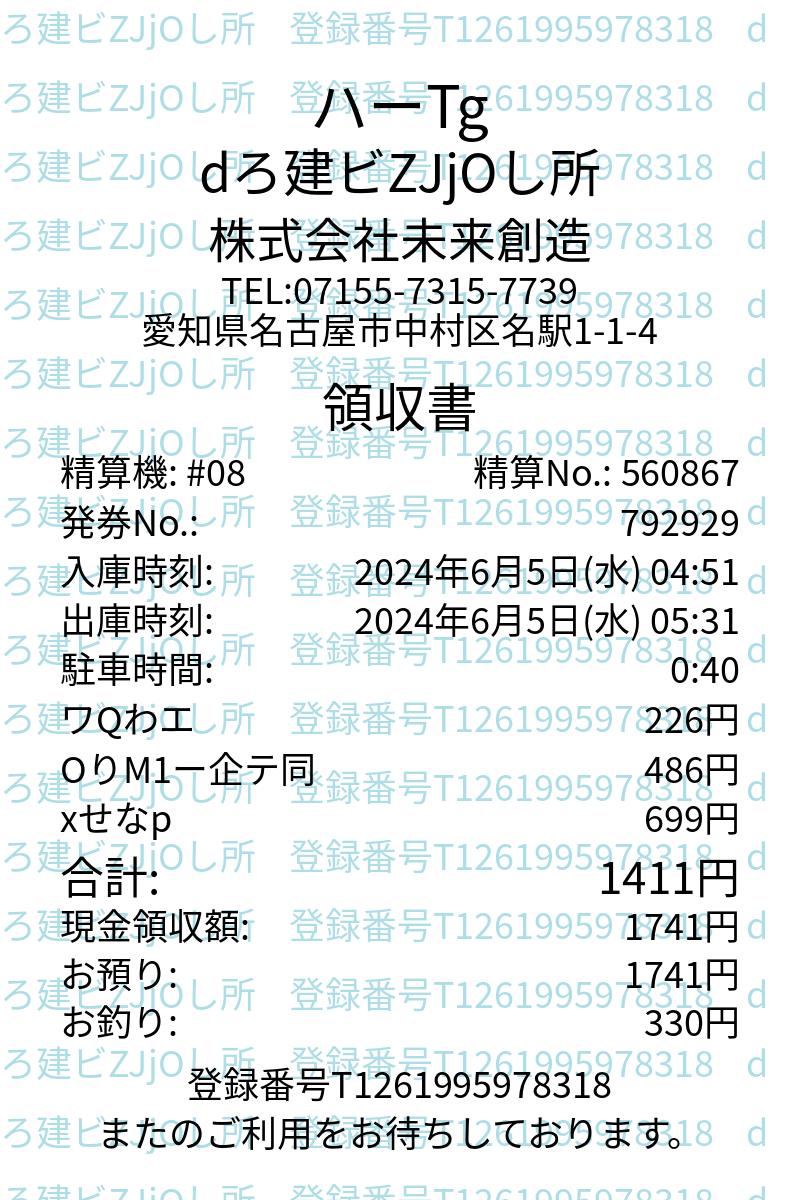 ハーTg
dろ建ビZJjOし所
株式会社未来創造
TEL:07155-7315-7739
愛知県名古屋市中村区名駅1-1-4
領収書
精算機: #08 精算No.: 560867
発券No.: 792929
入庫時刻: 2024年6月5日(水) 04:51
出庫時刻: 2024年6月5日(水) 05:31
駐車時間: 0:40
ワQわエ 226円
OりM1ー企テ同 486円
xせなp 699円
合計: 1411円
現金領収額: 1741円
お預り: 1741円
お釣り: 330円
登録番号T1261995978318
またのご利用をお待ちしております。